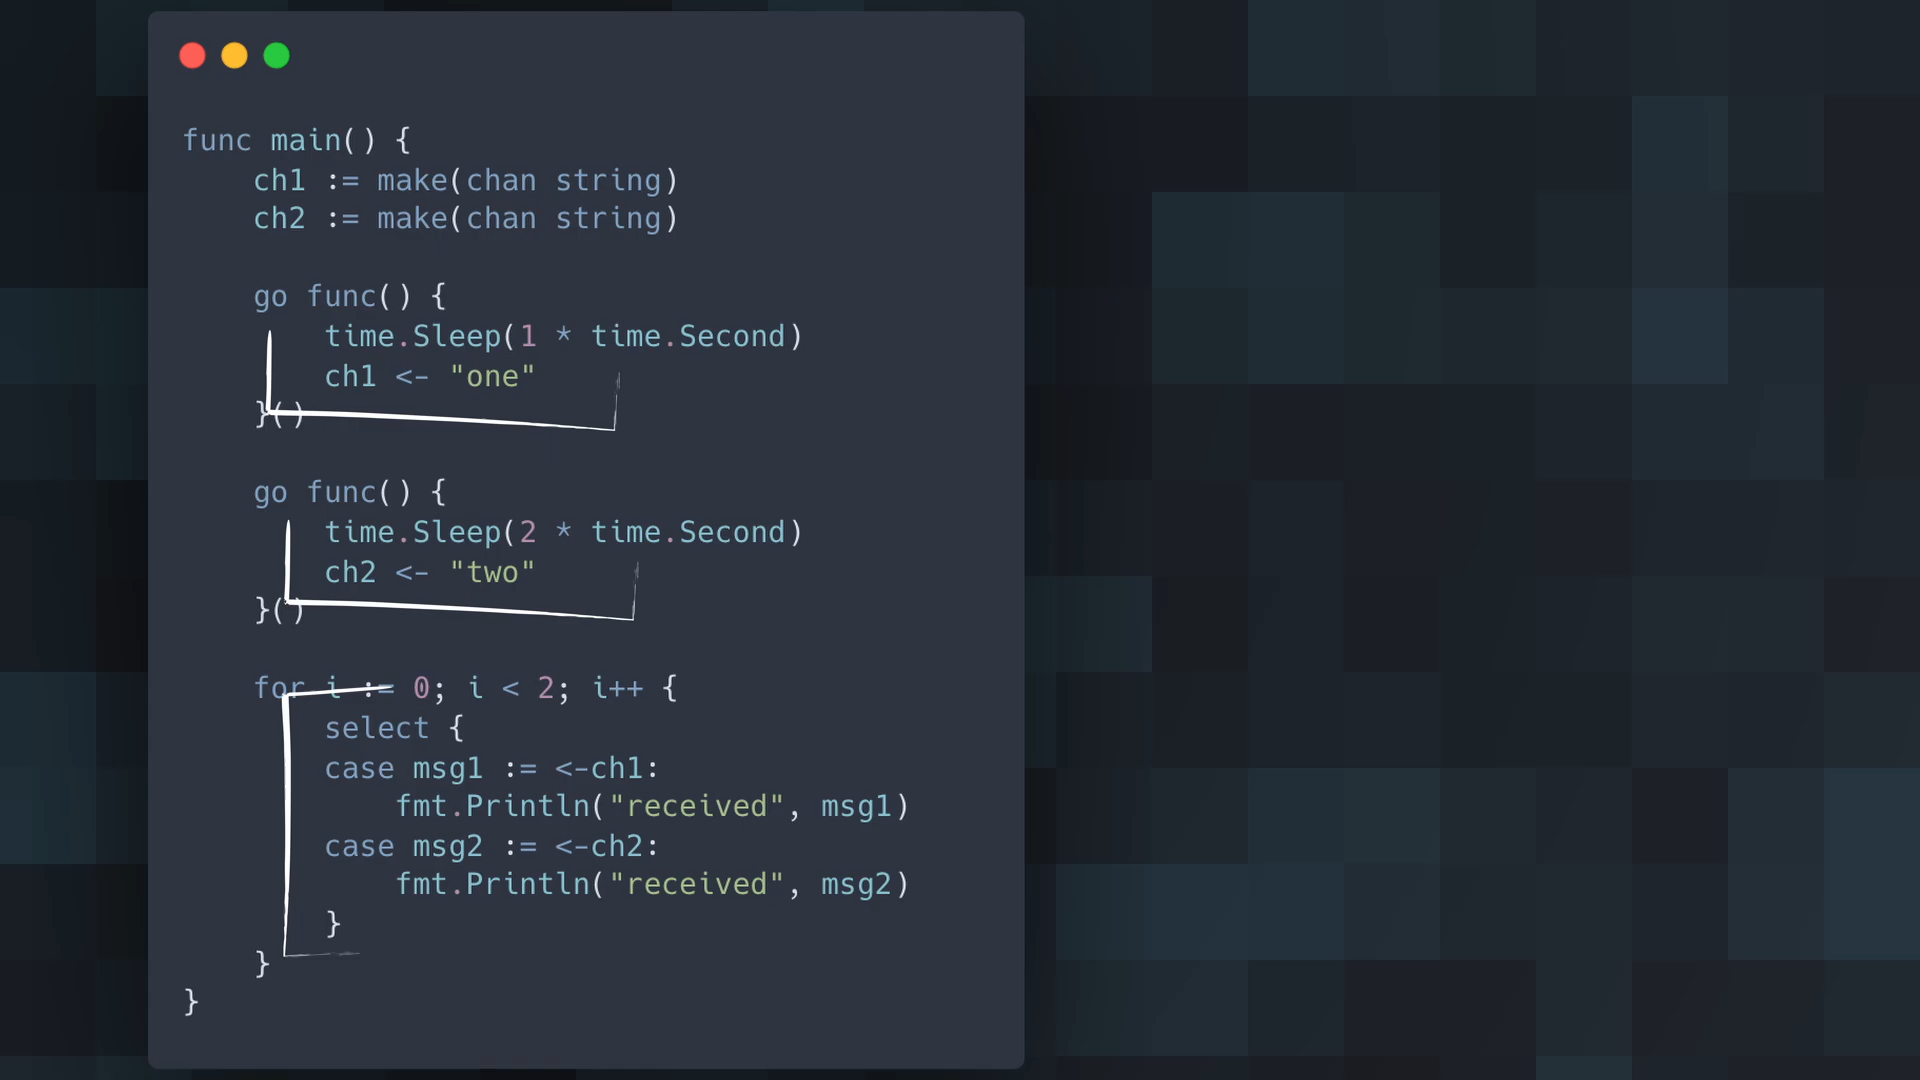 func main() {
    ch1 := make(chan string)
    ch2 := make(chan string)
    go func() {
        time.Sleep(1 * time.Second)
        ch1 <- "one"
    }()
    go func() {
        time.Sleep(2 * time.Second)
        ch2 <- "two"
    }()
    for i := 0; i < 2; i++ {
        select {
        case msg1 := <-ch1:
            fmt.Println("received", msg1)
        case msg2 := <-ch2:
            fmt.Println("received", msg2)
        }
    }
}